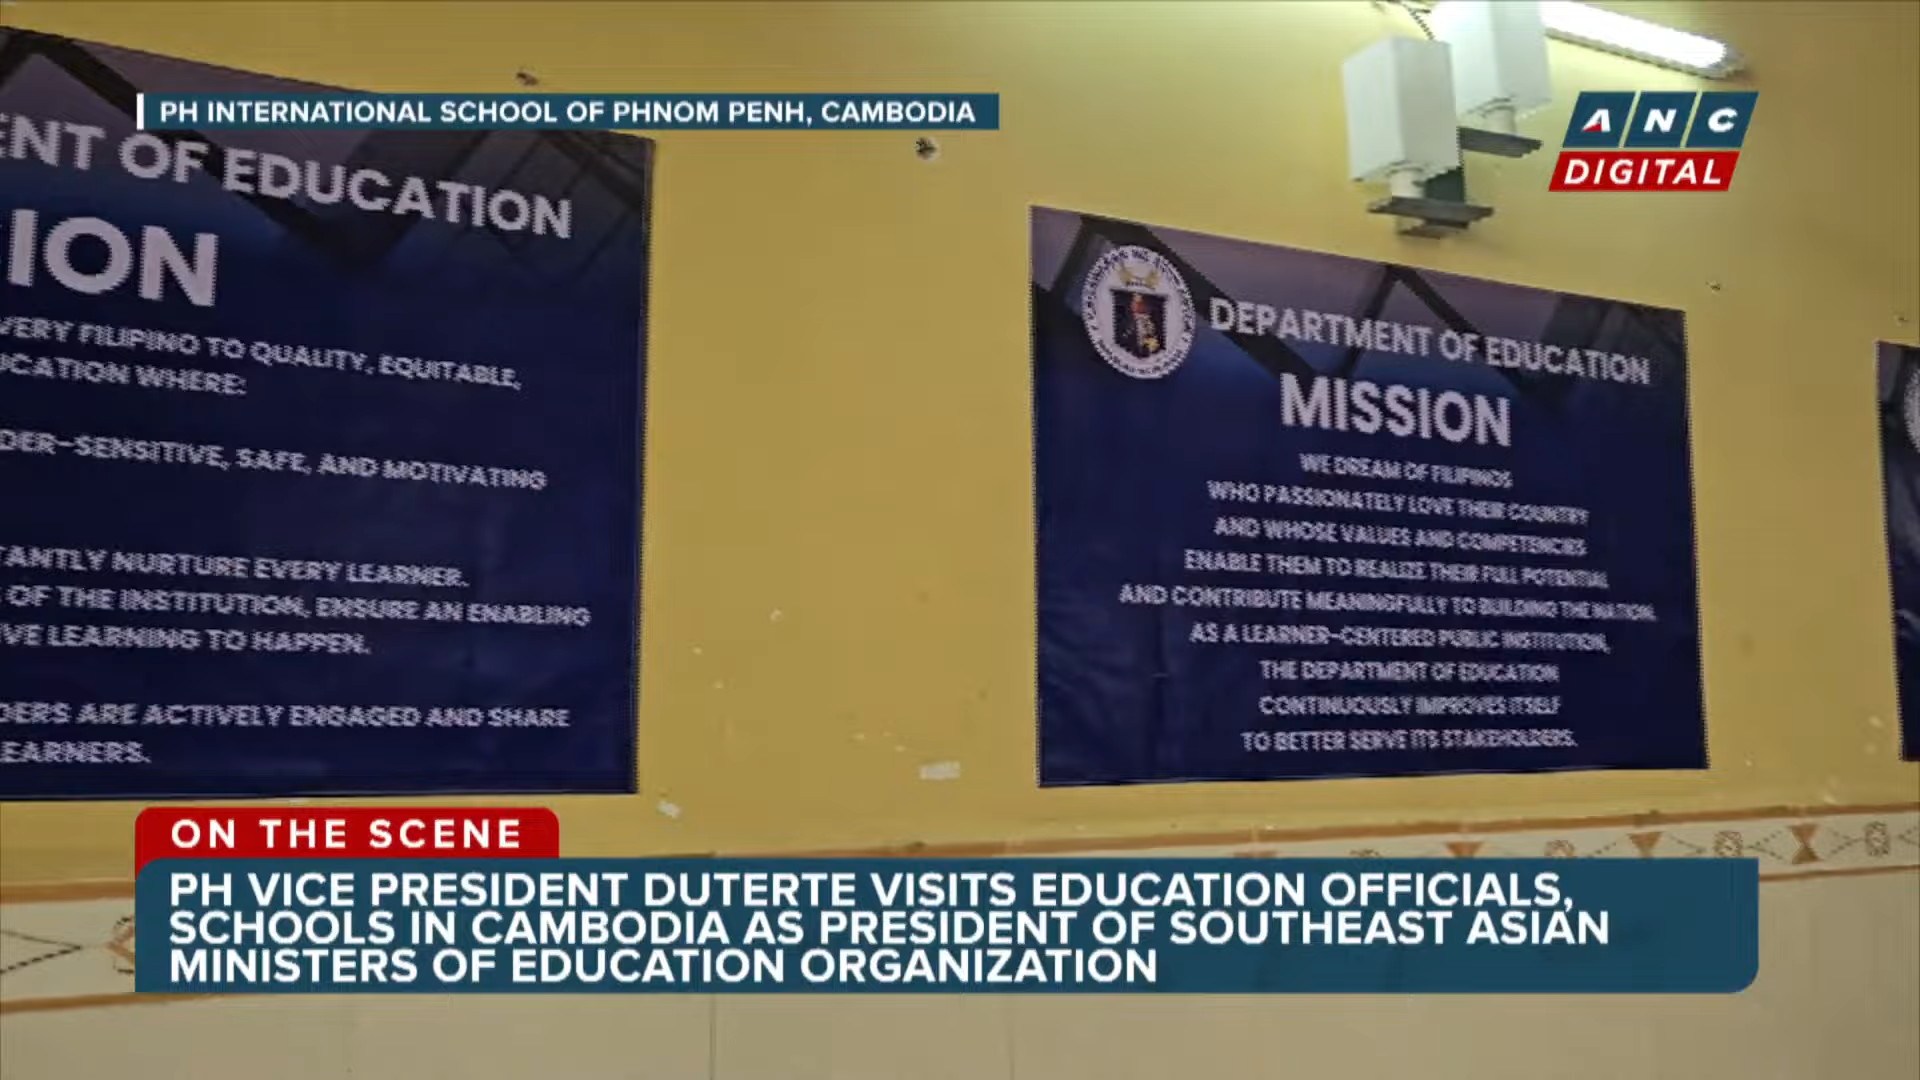 PH INTERNATIONAL SCHOOL OF PHNOM PENH, CAMBODIA
ANC
DIGITAL
ENT OF EDUCATION
ION
VERY FILIPINO TO QUALITY, EQUITABLE,
UCATION WHERE:
DER-SENSITIVE, SAFE, AND MOTIVATING
TANTLY NURTURE EVERY LEARNER.
OF THE INSTITUTION, ENSURE AN ENABLING
IVE LEARNING TO HAPPEN.
DERS ARE ACTIVELY ENGAGED AND SHARE
EARNERS.
DEPARTMENT OF EDUCATION
MISSION
WE DREAM OF FILIPINOS
WHO PASSIONATELY LOVE THEIR COUNTRY
AND WHOSE VALUES AND COMPETENCIES
ENABLE THEM TO REALIZE THEIR FULL POTENTIAL
AND CONTRIBUTE MEANINGFULLY TO BUILDING THE NATION.
AS A LEARNER-CENTERED PUBLIC INSTITUTION,
THE DEPARTMENT OF EDUCATION
CONTINUOUSLY IMPROVES ITSELF
TO BETTER SERVE ITS STAKEHOLDERS.
ON THE SCENE
PH VICE PRESIDENT DUTERTE VISITS EDUCATION OFFICIALS,
SCHOOLS IN CAMBODIA AS PRESIDENT OF SOUTHEAST ASIAN
MINISTERS OF EDUCATION ORGANIZATION